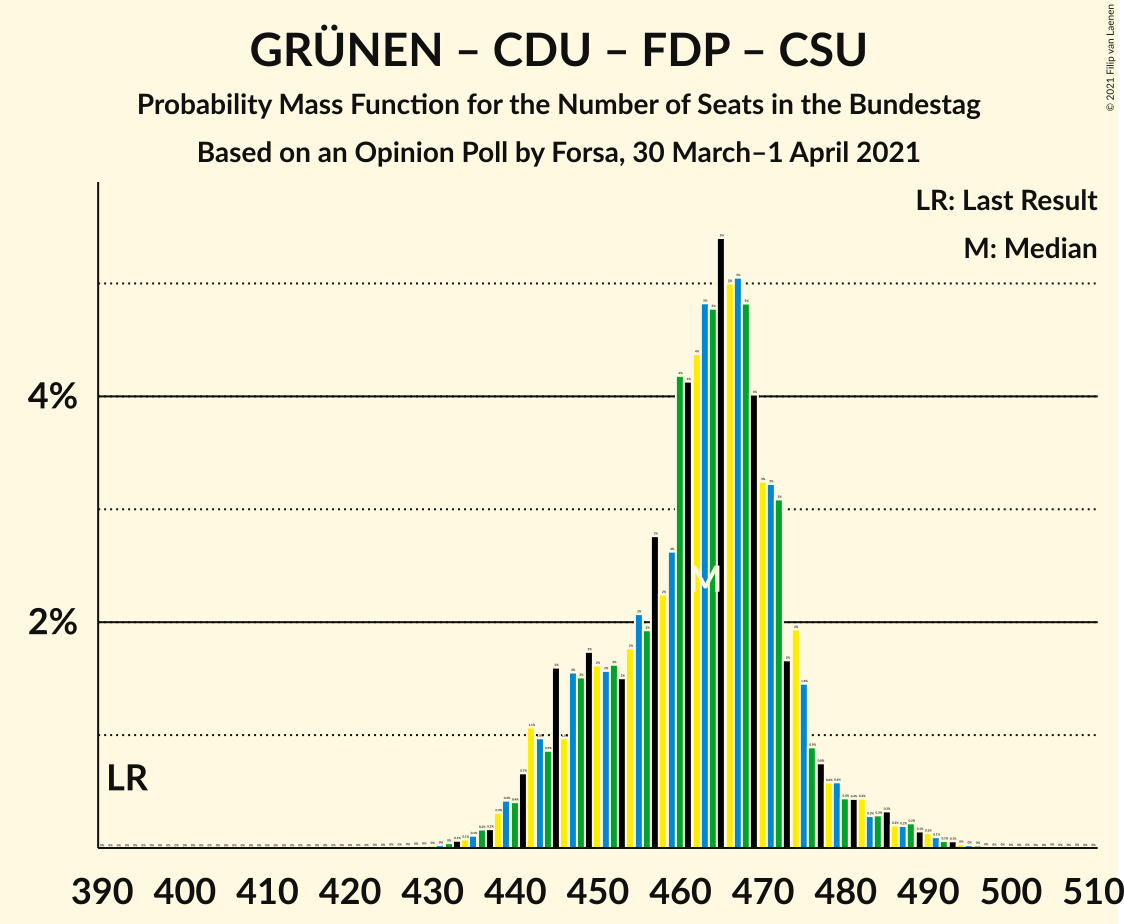 GRÜNEN – CDU – FDP – CSU
Probability Mass Function for the Number of Seats in the Bundestag
Based on an Opinion Poll by Forsa, 30 March–1 April 2021
© 2021 Filip van Laenen
LR: Last Result
M: Median
4%
2%
M
LR
390 400 410 420 430 440 450 460 470 480 490 500 510